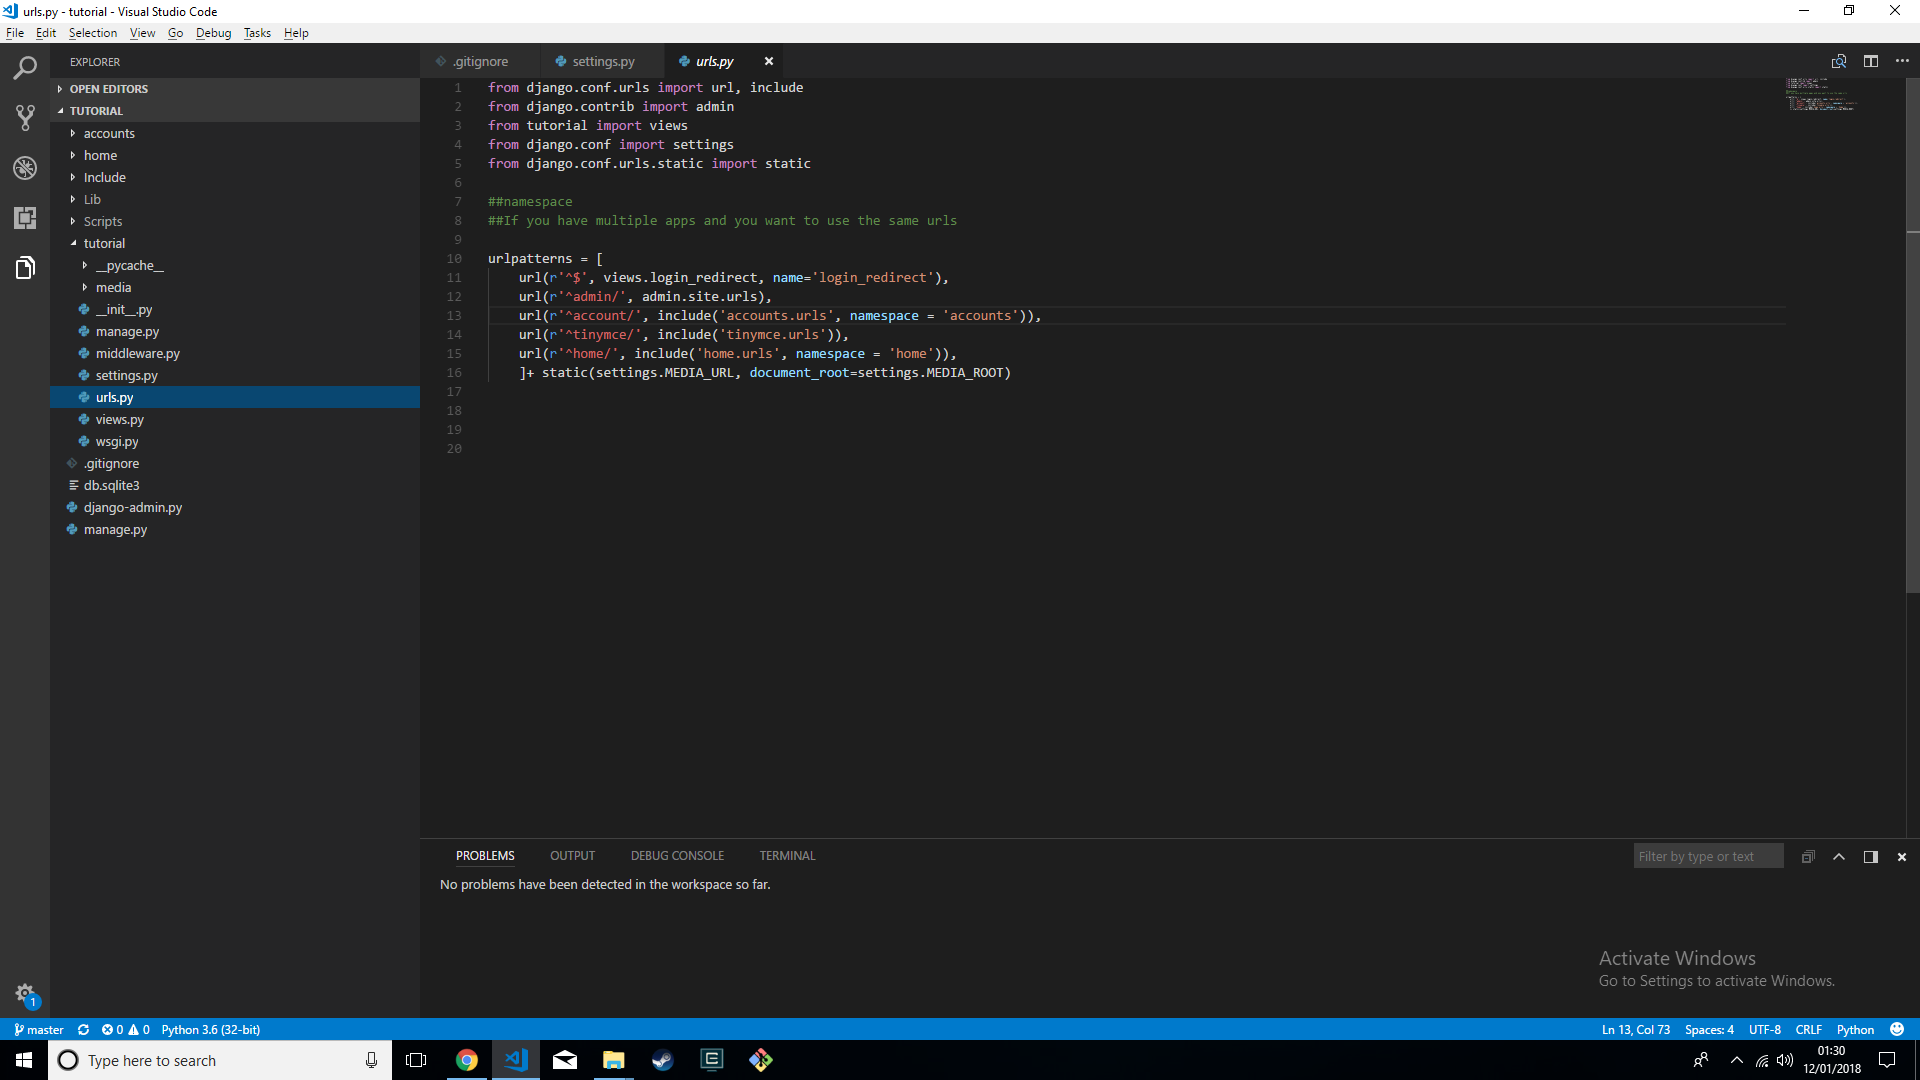 urls.py - tutorial - Visual Studio Code
File Edit Selection View Go Debug Tasks Help
EXPLORER
OPEN EDITORS
TUTORIAL
accounts
home
Include
Lib
Scripts
tutorial
__pycache__
media
__init__.py
manage.py
middleware.py
settings.py
urls.py
views.py
wsgi.py
.gitignore
db.sqlite3
django-admin.py
manage.py
.gitignore settings.py urls.py
1 from django.conf.urls import url, include
2 from django.contrib import admin
3 from tutorial import views
4 from django.conf import settings
5 from django.conf.urls.static import static
6
7 ##namespace
8 ##If you have multiple apps and you want to use the same urls
9
10 urlpatterns = [
11 url(r'^$', views.login_redirect, name='login_redirect'),
12 url(r'^admin/', admin.site.urls),
13 url(r'^account/', include('accounts.urls', namespace = 'accounts')),
14 url(r'^tinymce/', include('tinymce.urls')),
15 url(r'^home/', include('home.urls', namespace = 'home')),
16 ]+ static(settings.MEDIA_URL, document_root=settings.MEDIA_ROOT)
17
18
19
20
PROBLEMS OUTPUT DEBUG CONSOLE TERMINAL
Filter by type or text
No problems have been detected in the workspace so far.
Activate Windows
Go to Settings to activate Windows.
1
master 0 0 Python 3.6 (32-bit)
Ln 13, Col 73 Spaces: 4 UTF-8 CRLF Python
Type here to search
01:30
12/01/2018